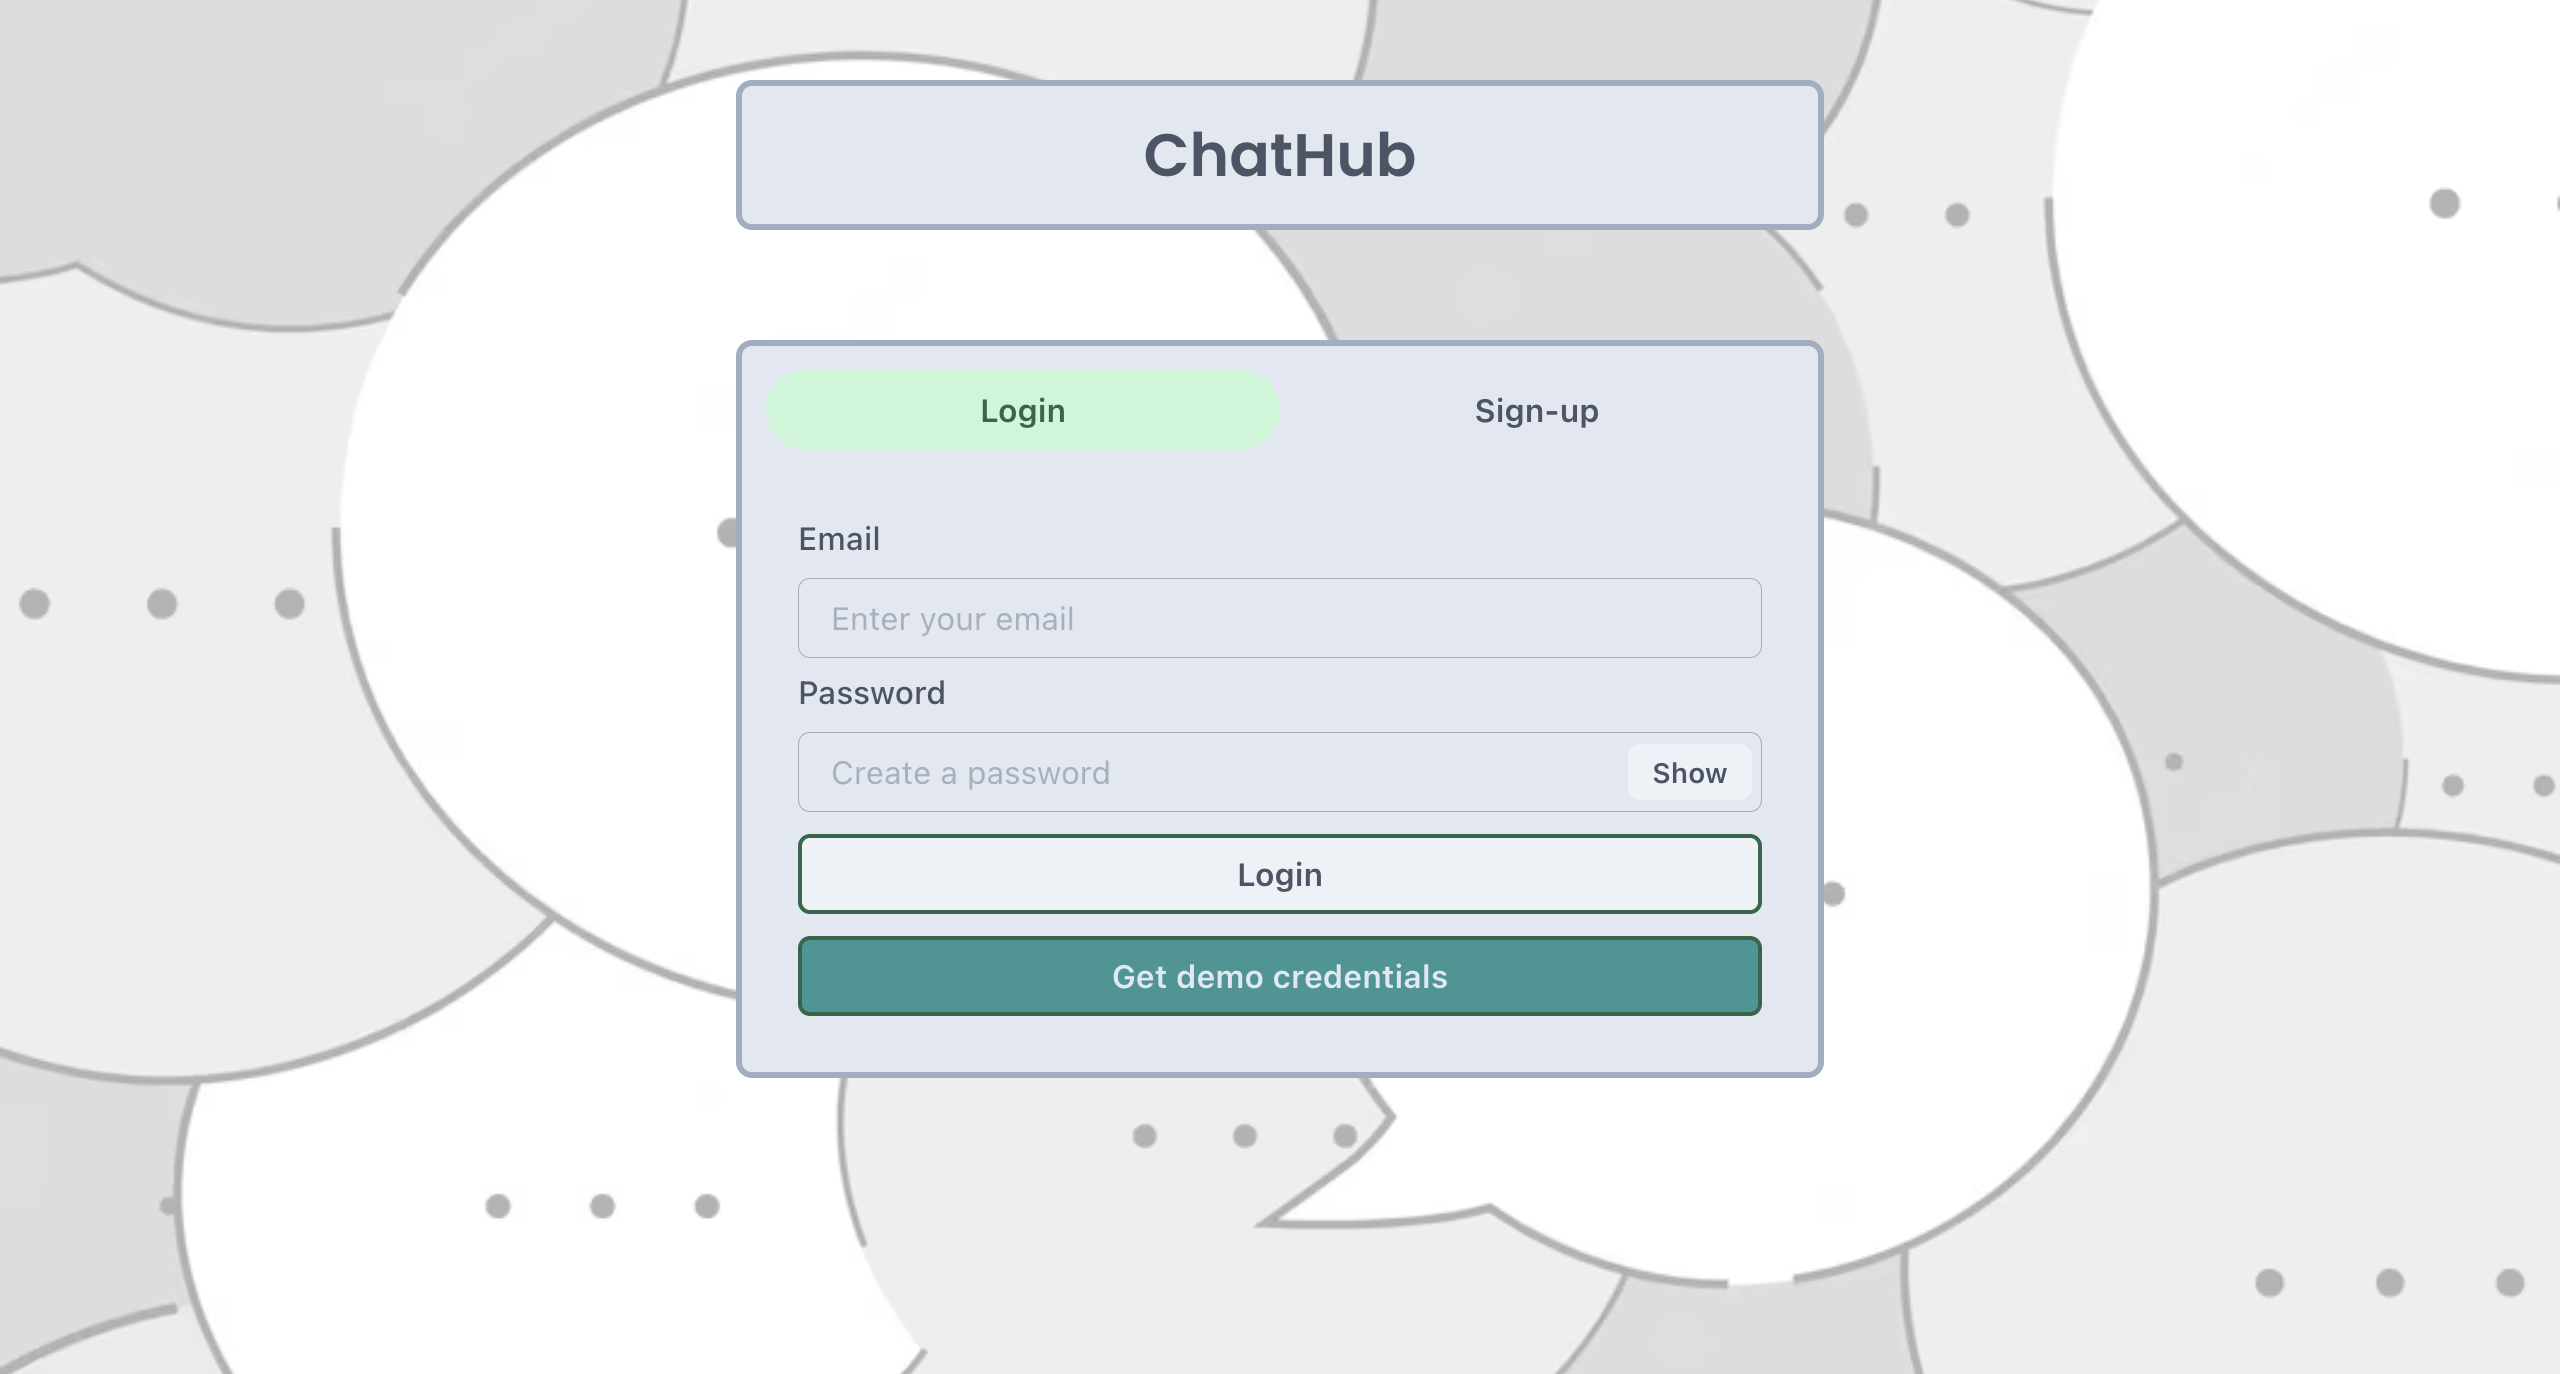 ChatHub
Login Sign-up
Email
Enter your email
Password
Create a password Show
Login
Get demo credentials